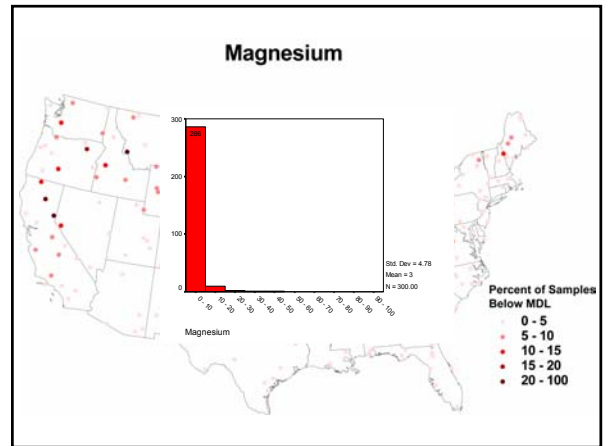 Magnesium
300
200
100
0
286
0 - 10
10 - 20
20 - 30
30 - 40
40 - 50
50 - 60
60 - 70
70 - 80
80 - 90
90 - 100
Magnesium
Std. Dev = 4.78
Mean = 3
N = 300.00
Percent of Samples
Below MDL
0 - 5
5 - 10
10 - 15
15 - 20
20 - 100